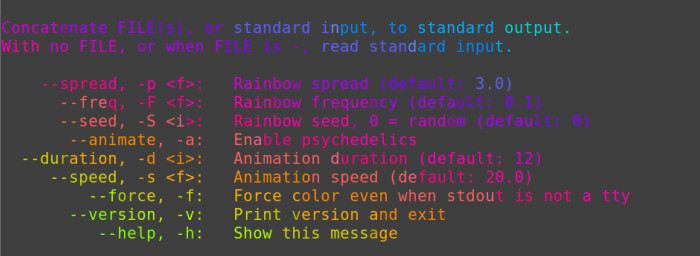 Concatenate FILE(s), or standard input, to standard output.
With no FILE, or when FILE is -, read standard input.
--spread, -p <f>: Rainbow spread (default: 3.0)
--freq, -F <f>: Rainbow frequency (default: 0.1)
--seed, -S <i>: Rainbow seed, 0 = random (default: 0)
--animate, -a: Enable psychedelics
--duration, -d <i>: Animation duration (default: 12)
--speed, -s <f>: Animation speed (default: 20.0)
--force, -f: Force color even when stdout is not a tty
--version, -v: Print version and exit
--help, -h: Show this message